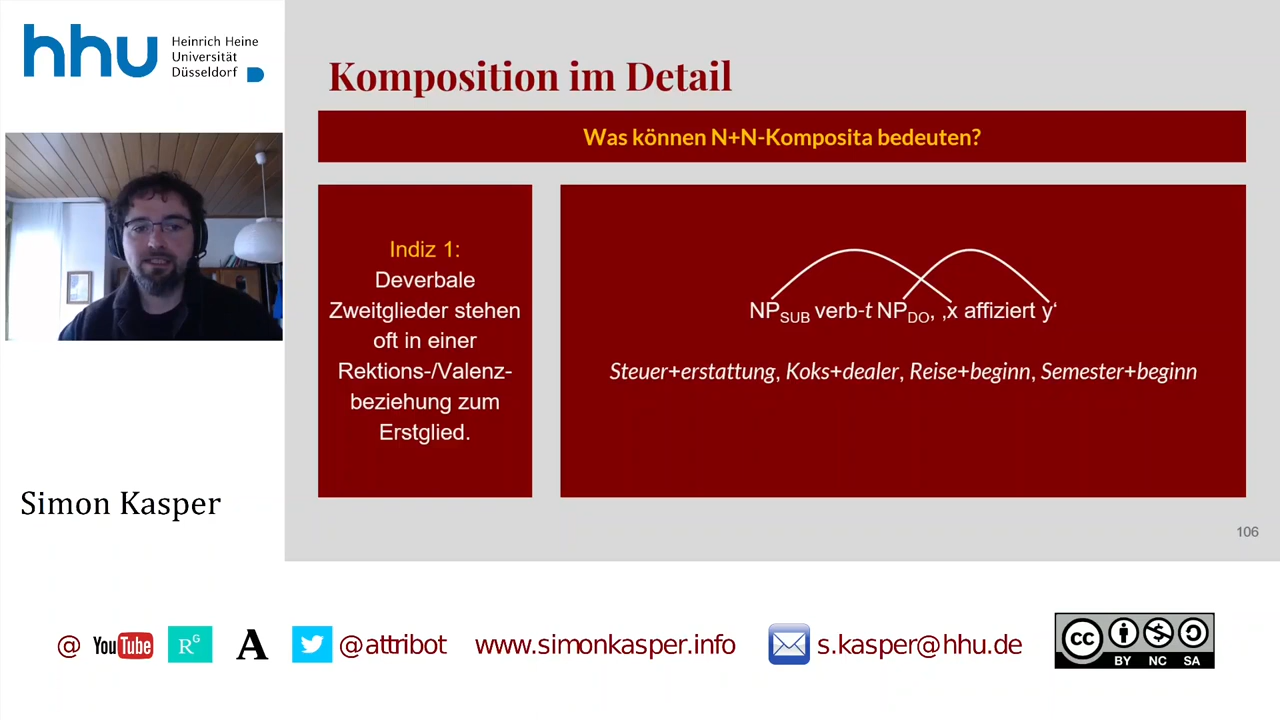 hhu
Heinrich Heine
Universität
Düsseldorf
Komposition im Detail
Was können N+N-Komposita bedeuten?
Indiz 1:
Deverbale
Zweitglieder stehen
oft in einer
Rektions-/Valenz-
beziehung zum
Erstglied.
NPSUB verb-t NPDO, ‚x affiziert y‘
Steuer+erstattung, Koks+dealer, Reise+beginn, Semester+beginn
Simon Kasper
106
@ YouTube RG A @attribot www.simonkasper.info s.kasper@hhu.de
cc BY NC SA